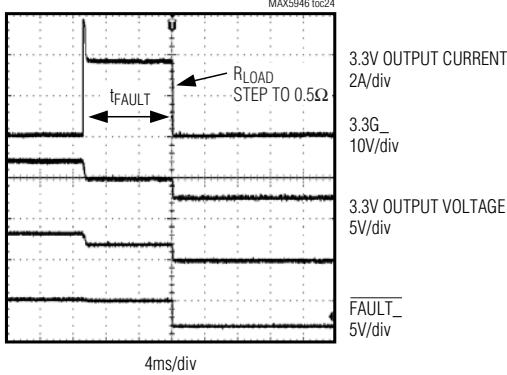 MAX5946 toc24
3.3V OUTPUT CURRENT
2A/div
RLOAD
STEP TO 0.5Ω
tFAULT
3.3G_
10V/div
3.3V OUTPUT VOLTAGE
5V/div
FAULT_
5V/div
4ms/div